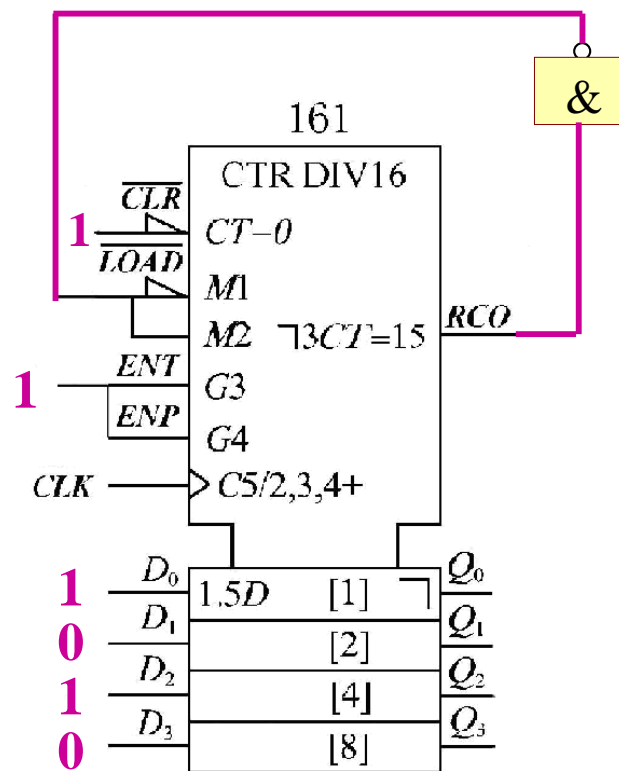 &
161
CTR DIV16
CLR
1
CT-0
LOAD
M1
M2
RCO
¬3CT=15
ENT
1
G3
ENP
G4
CLK
C5/2,3,4+
D₀
Q₀
1
1.5D [1] ¬
D₁
Q₁
0
[2]
D₂
Q₂
1
[4]
D₃
Q₃
0
[8]